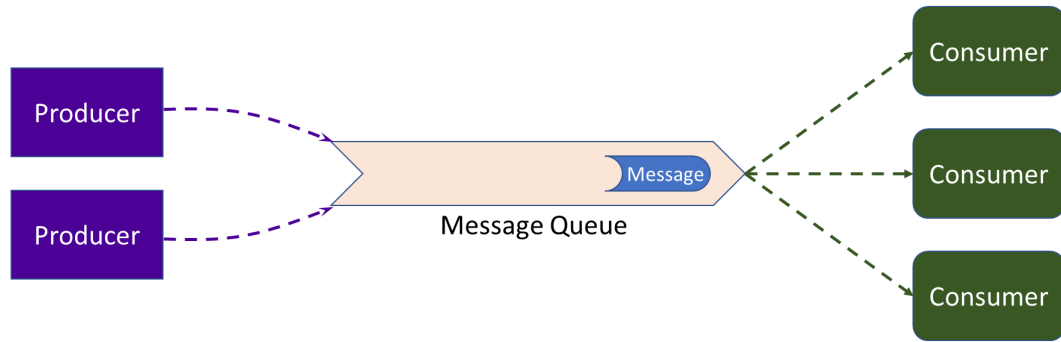 Producer
Producer
Message
Message Queue
Consumer
Consumer
Consumer